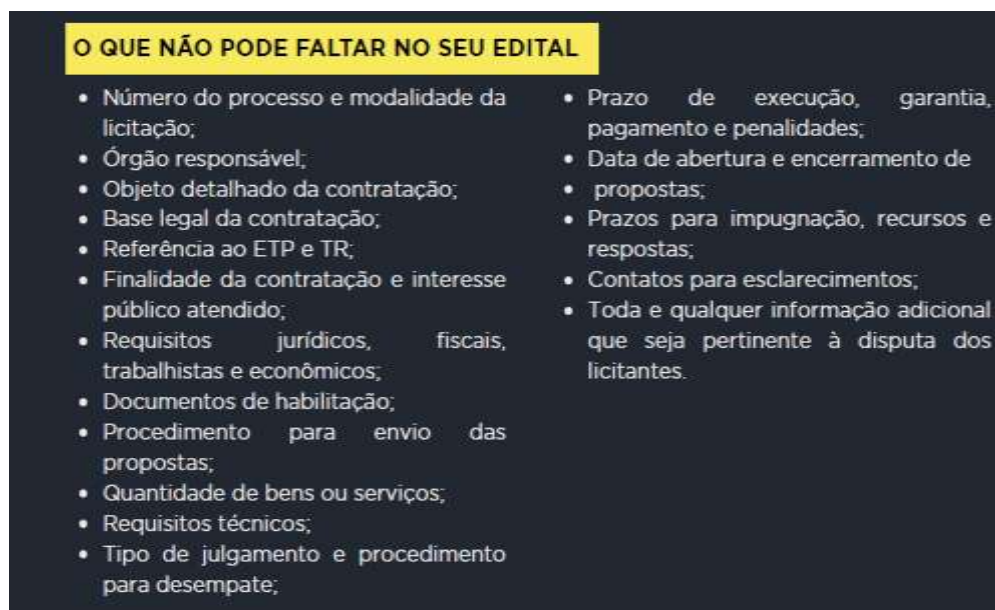 O QUE NÃO PODE FALTAR NO SEU EDITAL
• Número do processo e modalidade da
licitação;
• Órgão responsável;
• Objeto detalhado da contratação;
• Base legal da contratação;
• Referência ao ETP e TR;
• Finalidade da contratação e interesse
público atendido;
• Requisitos jurídicos, fiscais,
trabalhistas e econômicos;
• Documentos de habilitação;
• Procedimento para envio das
propostas;
• Quantidade de bens ou serviços;
• Requisitos técnicos;
• Tipo de julgamento e procedimento
para desempate;
• Prazo de execução, garantia,
pagamento e penalidades;
• Data de abertura e encerramento de
• propostas;
• Prazos para impugnação, recursos e
respostas;
• Contatos para esclarecimentos;
• Toda e qualquer informação adicional
que seja pertinente à disputa dos
licitantes.